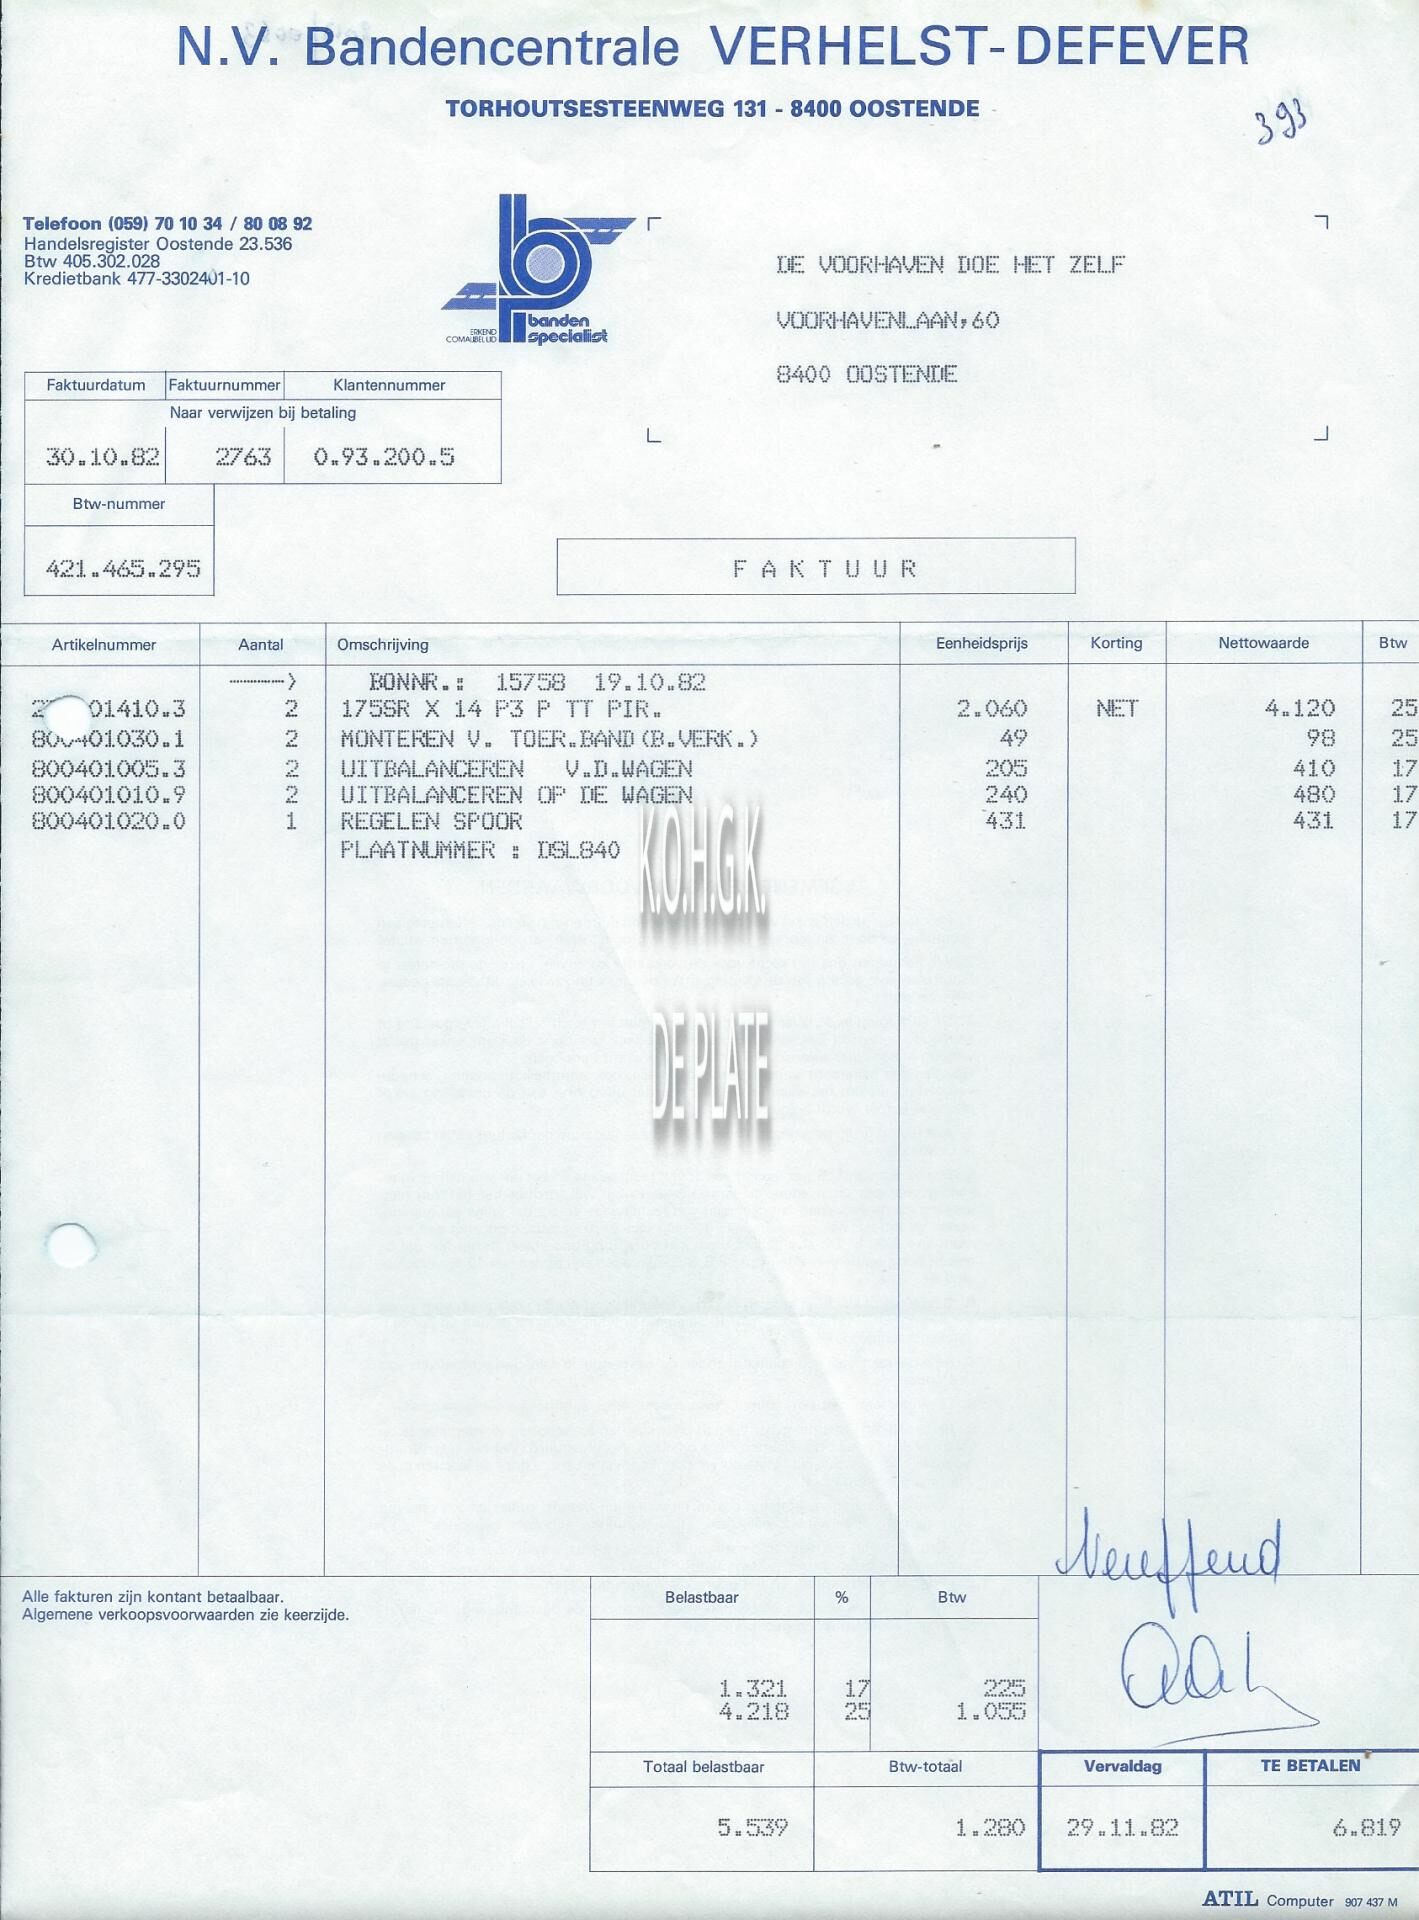 N.V. Bandencentrale VERHELST-DEFEVER
TORHOUTSESTEENWEG 131 - 8400 OOSTENDE
393
Telefoon (059) 70 10 34 / 80 08 92
Handelsregister Oostende 23.536
Btw 405.302.028
Kredietbank 477-3302401-10
ERKEND
COMAUBEL LID
banden
specialist
DE VOORHAVEN DOE HET ZELF
VOORHAVENLAAN,60
8400 OOSTENDE
Faktuurdatum Faktuurnummer Klantennummer
Naar verwijzen bij betaling
30.10.82 2763 0.93.200.5
Btw-nummer
421.465.295
FAKTUUR
Artikelnummer Aantal Omschrijving Eenheidsprijs Korting Nettowaarde Btw
BONNR.: 15758 19.10.82
01410.3 2 175SR X 14 P3 P TT PIR. 2.060 NET 4.120 25
800401030.1 2 MONTEREN V. TOER.BAND(B.VERK.) 49 98 25
800401005.3 2 UITBALANCEREN V.D.WAGEN 205 410 17
800401010.9 2 UITBALANCEREN OP DE WAGEN 240 480 17
800401020.0 1 REGELEN SPOOR 431 431 17
PLAATNUMMER : DSL840
K.O.H.G.K.
DE PLATE
Alle fakturen zijn kontant betaalbaar.
Algemene verkoopsvoorwaarden zie keerzijde.
Belastbaar % Btw
1.321 17 225
4.218 25 1.055
Totaal belastbaar Btw-totaal Vervaldag TE BETALEN
5.539 1.280 29.11.82 6.819
ATIL Computer 907 437 M